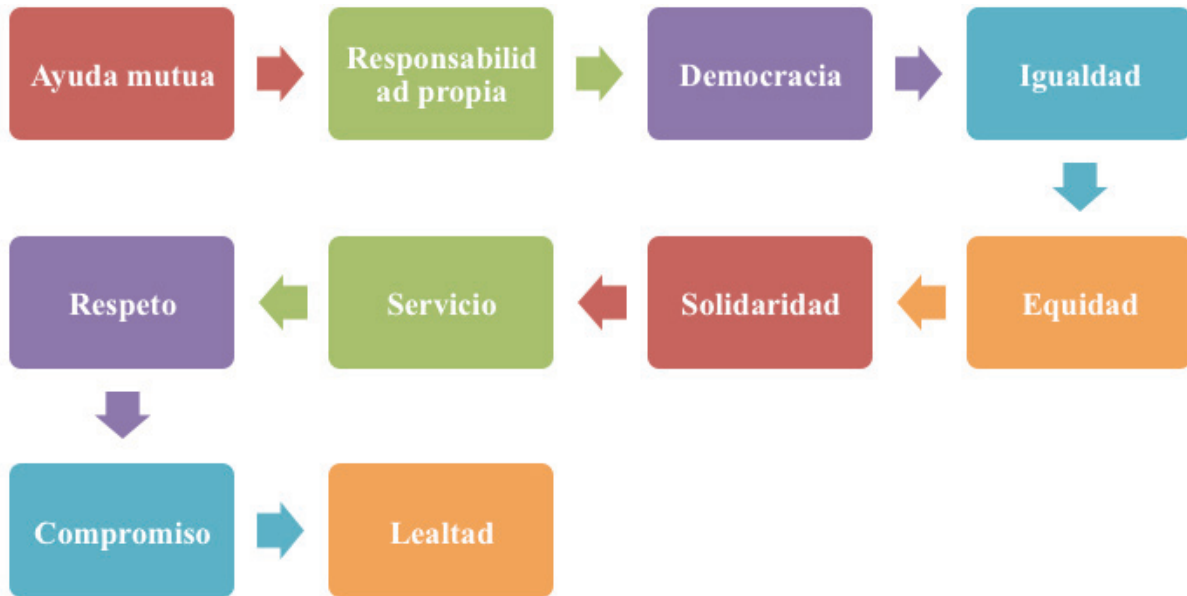 Ayuda mutua
Responsabilid
ad propia
Democracia
Igualdad
Equidad
Solidaridad
Servicio
Respeto
Compromiso
Lealtad